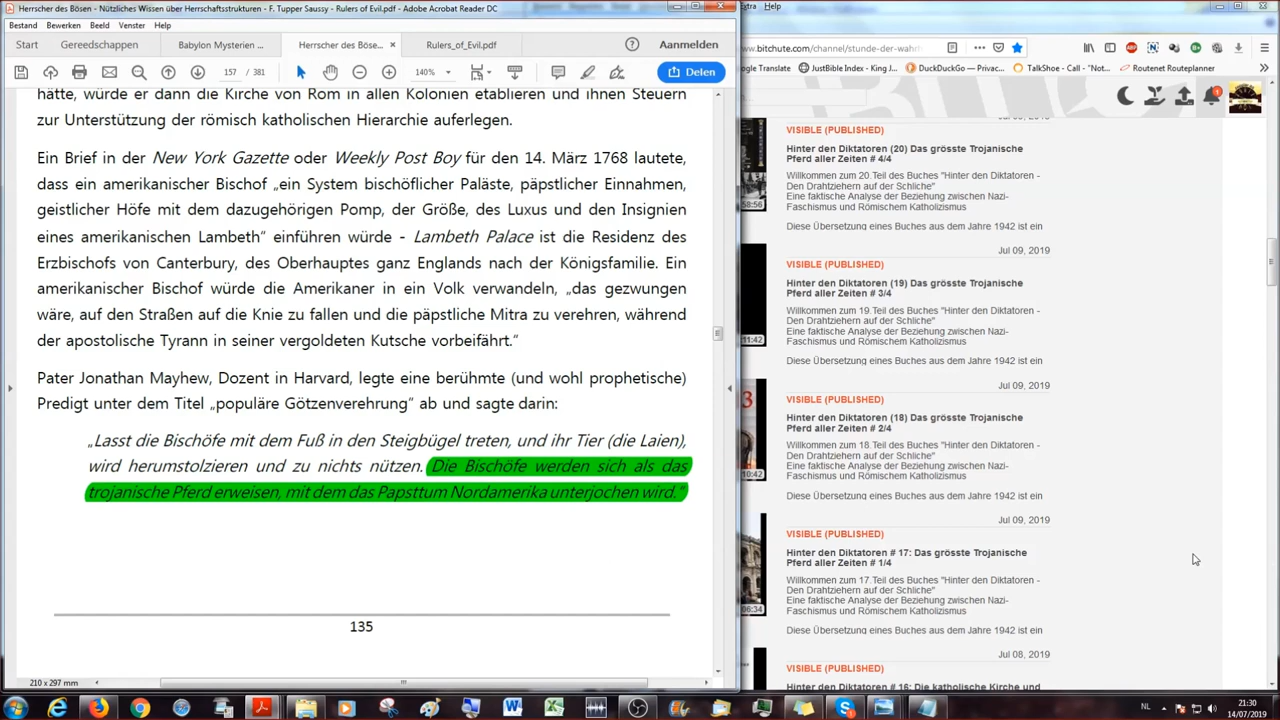 Herrscher des Bösen - Nützliches Wissen über Herrschaftsstrukturen - F. Tupper Saussy - Rulers of Evil.pdf - Adobe Acrobat Reader DC
Bestand Bewerken Beeld Venster Help
Start Gereedschappen Babylon Mysterien ... Herrscher des Böse... × Rulers_of_Evil.pdf Aanmelden
157 / 381 140% Delen
hätte, würde er dann die Kirche von Rom in allen Kolonien etablieren und ihnen Steuern
zur Unterstützung der römisch katholischen Hierarchie auferlegen.
Ein Brief in der New York Gazette oder Weekly Post Boy für den 14. März 1768 lautete,
dass ein amerikanischer Bischof „ein System bischöflicher Paläste, päpstlicher Einnahmen,
geistlicher Höfe mit dem dazugehörigen Pomp, der Größe, des Luxus und den Insignien
eines amerikanischen Lambeth“ einführen würde - Lambeth Palace ist die Residenz des
Erzbischofs von Canterbury, des Oberhauptes ganz Englands nach der Königsfamilie. Ein
amerikanischer Bischof würde die Amerikaner in ein Volk verwandeln, „das gezwungen
wäre, auf den Straßen auf die Knie zu fallen und die päpstliche Mitra zu verehren, während
der apostolische Tyrann in seiner vergoldeten Kutsche vorbeifährt.“
Pater Jonathan Mayhew, Dozent in Harvard, legte eine berühmte (und wohl prophetische)
Predigt unter dem Titel „populäre Götzenverehrung“ ab und sagte darin:
„Lasst die Bischöfe mit dem Fuß in den Steigbügel treten, und ihr Tier (die Laien),
wird herumstolzieren und zu nichts nützen. Die Bischöfe werden sich als das
trojanische Pferd erweisen, mit dem das Papsttum Nordamerika unterjochen wird.“
135
210 x 297 mm
Extra Help
www.bitchute.com/channel/stunde-der-wahrh
Google Translate JustBible Index - King J... DuckDuckGo — Privac... TalkShoe - Call - "Not... Routenet Routeplanner
1
VISIBLE (PUBLISHED)
Hinter den Diktatoren (20) Das grösste Trojanische
Pferd aller Zeiten # 4/4
Willkommen zum 20.Teil des Buches "Hinter den Diktatoren -
Den Drahtziehern auf der Schliche"
Eine faktische Analyse der Beziehung zwischen Nazi-
Faschismus und Römischem Katholizismus
58:56
Diese Übersetzung eines Buches aus dem Jahre 1942 ist ein
Jul 09, 2019
VISIBLE (PUBLISHED)
Hinter den Diktatoren (19) Das grösste Trojanische
Pferd aller Zeiten # 3/4
Willkommen zum 19.Teil des Buches "Hinter den Diktatoren -
Den Drahtziehern auf der Schliche"
Eine faktische Analyse der Beziehung zwischen Nazi-
Faschismus und Römischem Katholizismus
11:42
Diese Übersetzung eines Buches aus dem Jahre 1942 ist ein
Jul 09, 2019
VISIBLE (PUBLISHED)
Hinter den Diktatoren (18) Das grösste Trojanische
Pferd aller Zeiten # 2/4
Willkommen zum 18.Teil des Buches "Hinter den Diktatoren -
Den Drahtziehern auf der Schliche"
Eine faktische Analyse der Beziehung zwischen Nazi-
Faschismus und Römischem Katholizismus
10:42
Diese Übersetzung eines Buches aus dem Jahre 1942 ist ein
Jul 09, 2019
VISIBLE (PUBLISHED)
Hinter den Diktatoren # 17: Das grösste Trojanische
Pferd aller Zeiten # 1/4
Willkommen zum 17.Teil des Buches "Hinter den Diktatoren -
Den Drahtziehern auf der Schliche"
Eine faktische Analyse der Beziehung zwischen Nazi-
Faschismus und Römischem Katholizismus
06:34
Diese Übersetzung eines Buches aus dem Jahre 1942 ist ein
Jul 08, 2019
VISIBLE (PUBLISHED)
Hinter den Diktatoren # 16: Die katholische Kirche und
NL 21:30
14/07/2019